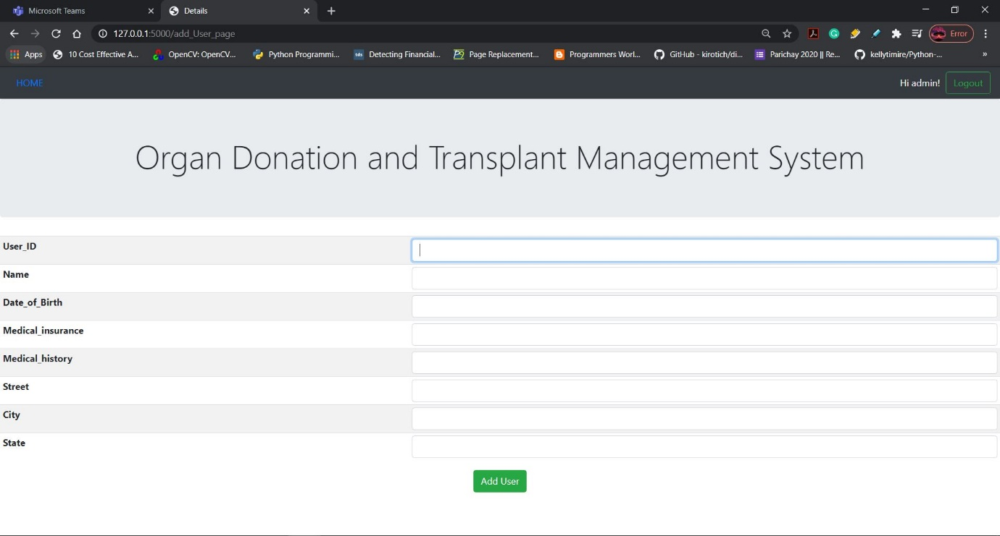 Microsoft Teams
Details
127.0.0.1:5000/add_User_page
Error
Apps
10 Cost Effective A...
OpenCV: OpenCV...
Python Programmi...
tds
Detecting Financial...
Page Replacement...
Programmers Worl...
GitHub - kirotich/di...
Parichay 2020 || Re...
kellytimire/Python-...
»
HOME
Hi admin!
Logout
Organ Donation and Transplant Management System
User_ID
Name
Date_of_Birth
Medical_insurance
Medical_history
Street
City
State
Add User